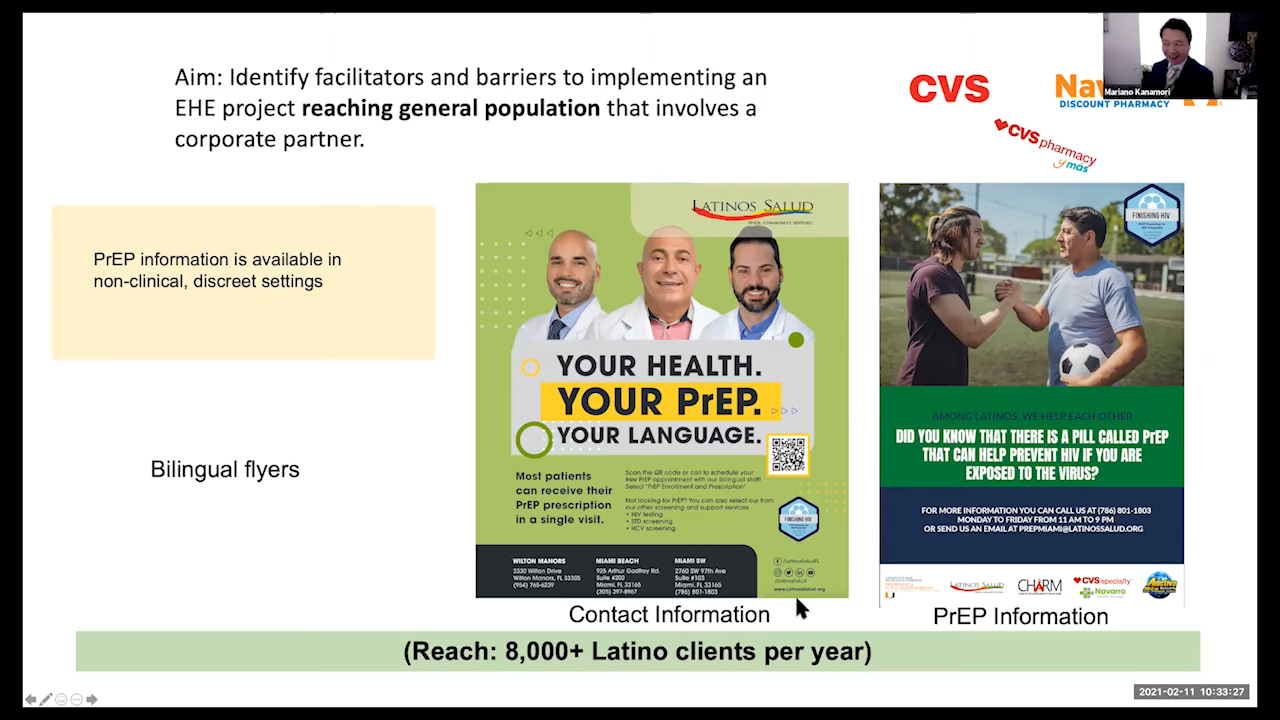 Aim: Identify facilitators and barriers to implementing an
EHE project reaching general population that involves a
corporate partner.
CVS
DISCOUNT PHARMACY
Mariano Kanamori
CVS pharmacy
y más
PrEP information is available in
non-clinical, discreet settings
Bilingual flyers
LATINOS SALUD
PRIDE. COMMUNITY. SUPPORT
YOUR HEALTH.
YOUR PrEP.
YOUR LANGUAGE.
Most patients
can receive their
PrEP prescription
in a single visit.
Scan the QR code or call to schedule your
free PrEP appointment with our bilingual staff!
Select "PrEP Enrollment and Prescription"
Not looking for PrEP? You can also select our from
our other screening and support services
• HIV testing
• STD screening
• HCV screening
FINISHING HIV
WILTON MANORS
2330 Wilton Drive
Wilton Manors, FL 33305
(954) 765-6239
MIAMI BEACH
925 Arthur Godfrey Rd.
Suite #200
Miami, FL 33165
(305) 397-8967
MIAMI SW
2760 SW 97th Ave
Suite #103
Miami, FL 33165
(786) 801-1803
/LatinosSaludFL
/LatinosSalud
www.LatinosSalud.org
Contact Information
FINISHING HIV
AMONG LATINOS, WE HELP EACH OTHER
DID YOU KNOW THAT THERE IS A PILL CALLED PrEP
THAT CAN HELP PREVENT HIV IF YOU ARE
EXPOSED TO THE VIRUS?
FOR MORE INFORMATION YOU CAN CALL US AT (786) 801-1803
MONDAY TO FRIDAY FROM 11 AM TO 9 PM
OR SEND US AN EMAIL AT PREPMIAMI@LATINOSSALUD.ORG
LATINOS SALUD
CHARM
CVS specialty
Navarro
PrEP Information
(Reach: 8,000+ Latino clients per year)
2021-02-11 10:33:27